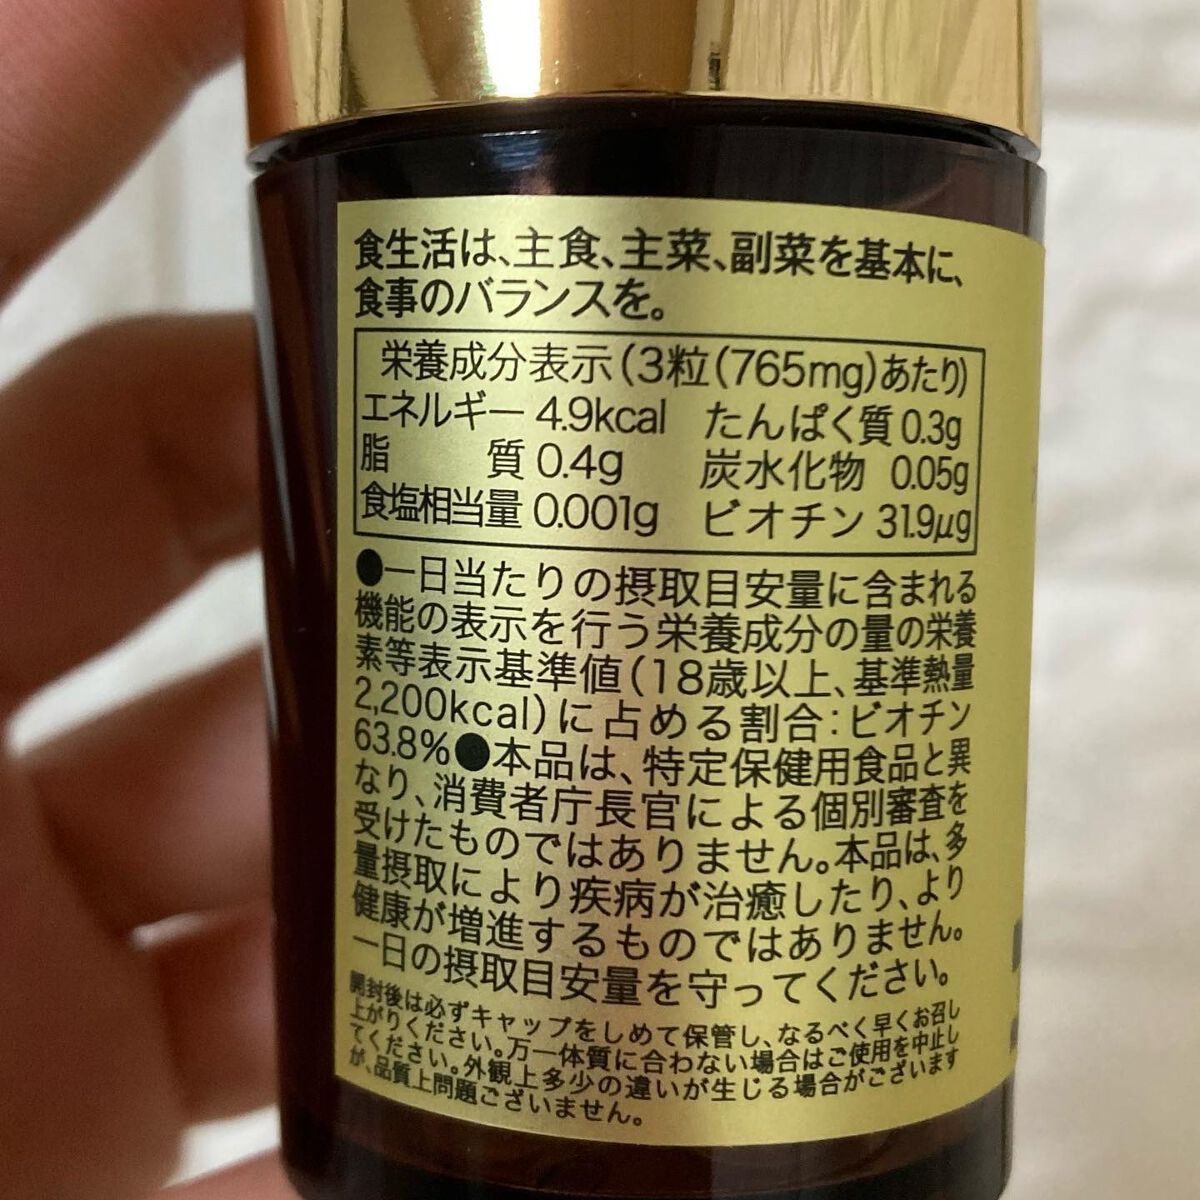 食生活は、主食、主菜、副菜を基本に、
食事のバランスを。
栄養成分表示(3粒(765mg)あたり)
エネルギー 4.9kcal たんぱく質 0.3g
脂質 0.4g 炭水化物 0.05g
食塩相当量 0.001g ビオチン 31.9μg
●一日当たりの摂取目安量に含まれる
機能の表示を行う栄養成分の量の栄養
素等表示基準値(18歳以上、基準熱量
2,200kcal)に占める割合:ビオチン
63.8%●本品は、特定保健用食品と異
なり、消費者庁長官による個別審査を
受けたものではありません。本品は、多
量摂取により疾病が治癒したり、より
健康が増進するものではありません。
一日の摂取目安量を守ってください。
開封後は必ずキャップをしめて保管し、なるべく早くお召し
上がりください。万一体質に合わない場合はご使用を中止し
てください。外観上多少の違いが生じる場合がございます
が、品質上問題ございません。